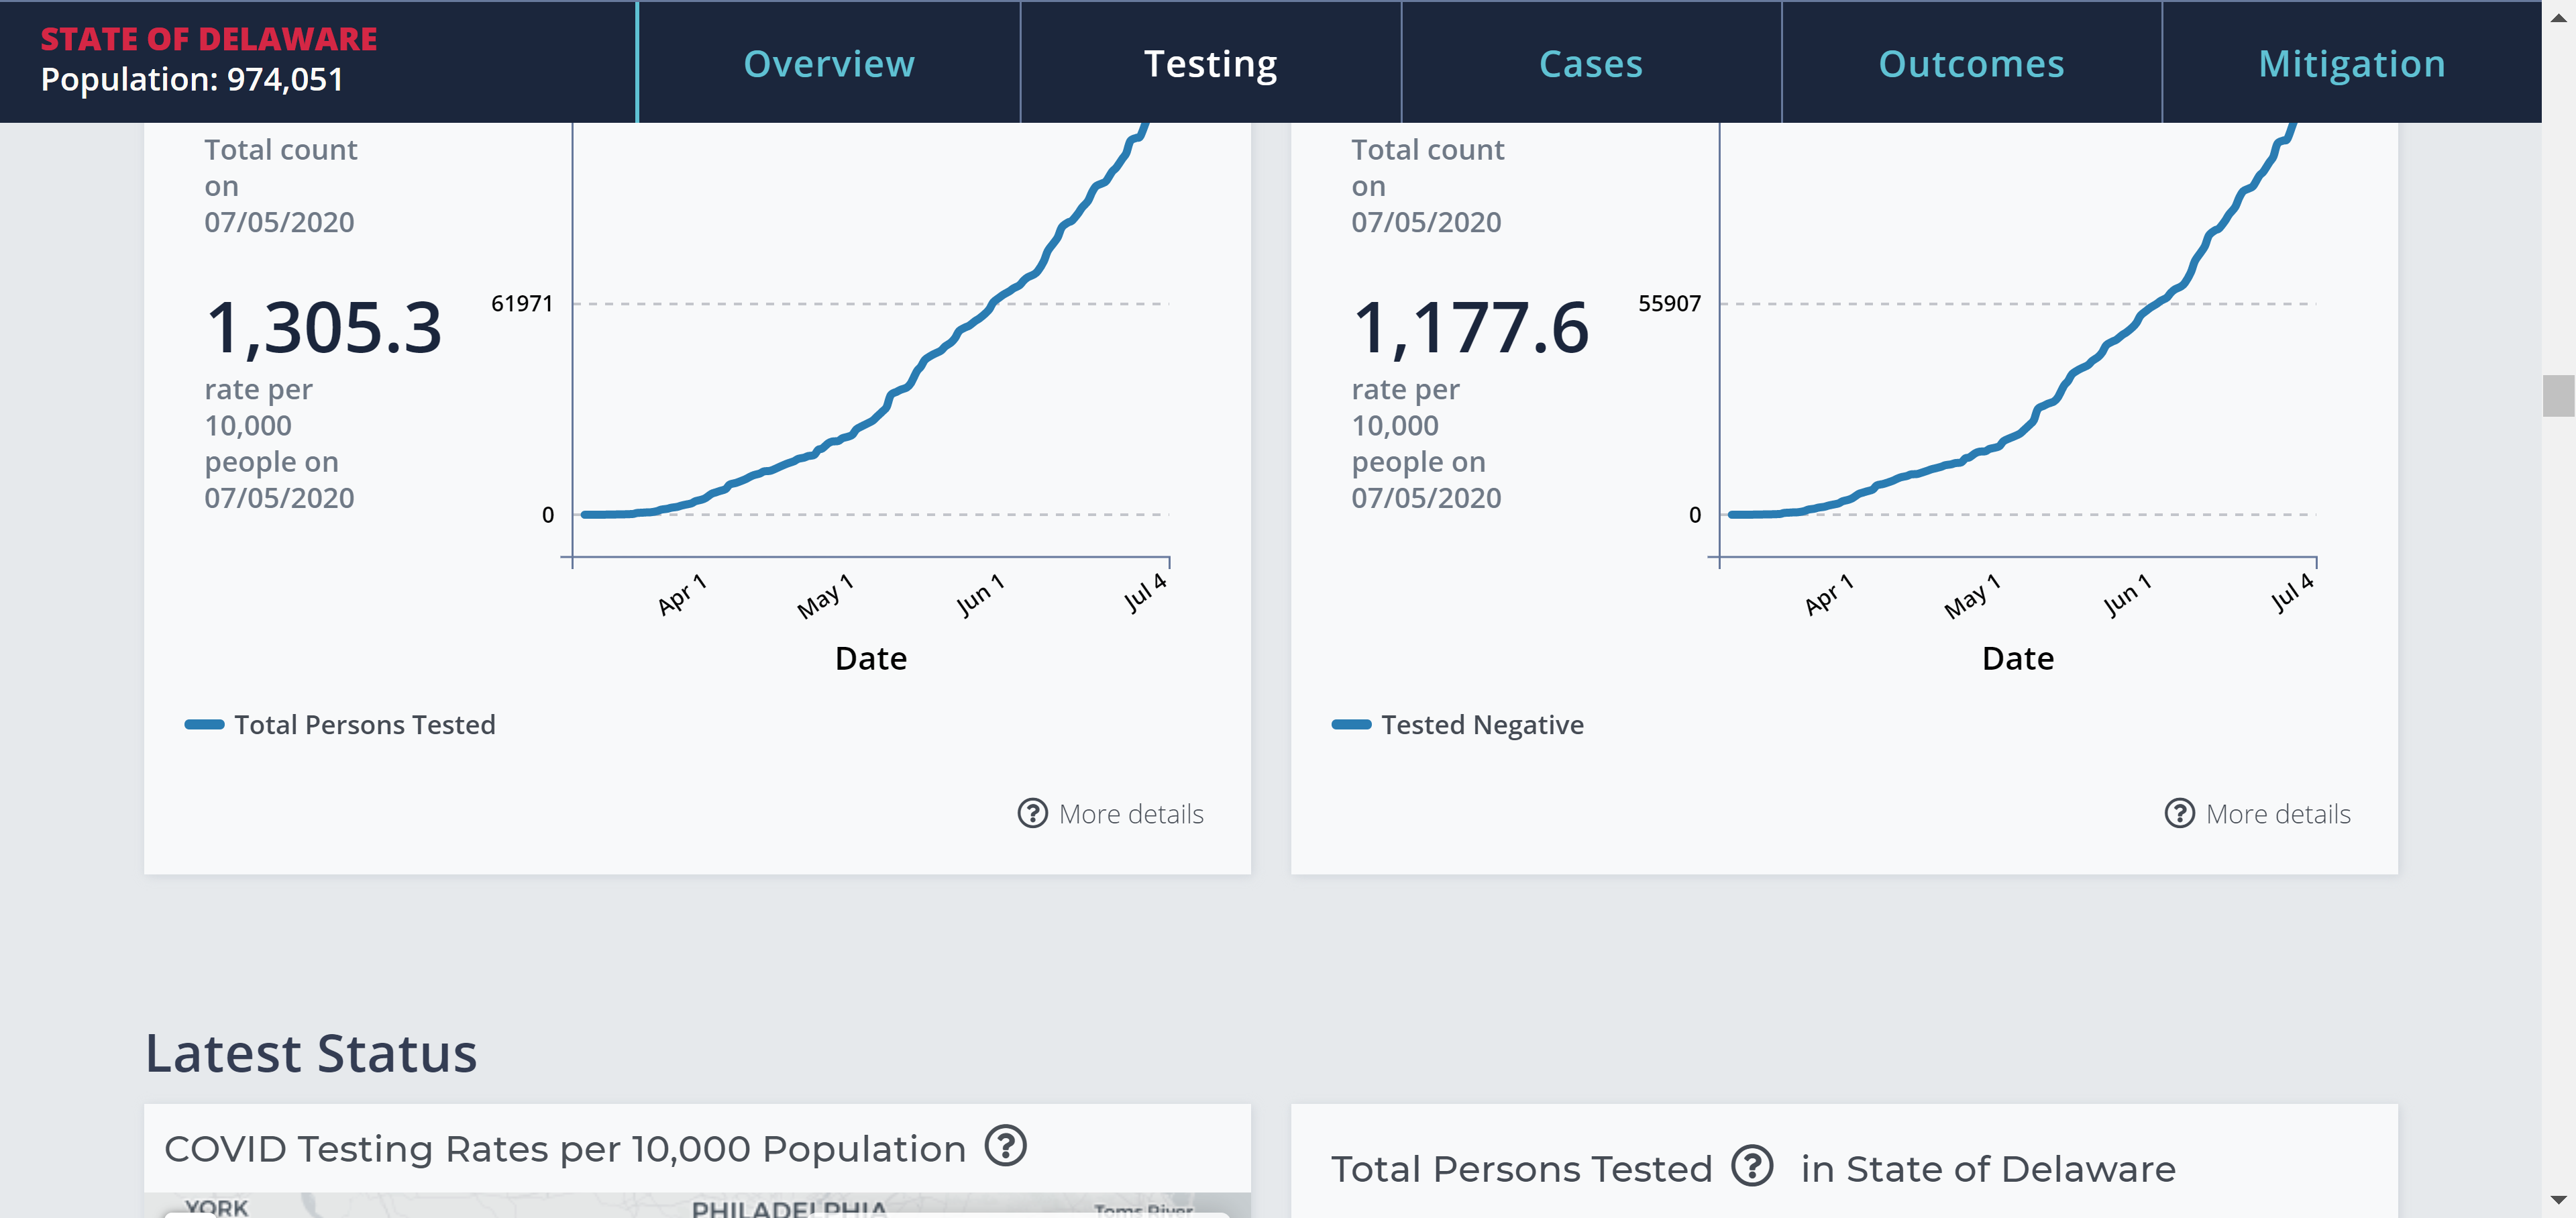 STATE OF DELAWARE
Population: 974,051
Overview
Testing
Cases
Outcomes
Mitigation
Total count
on
07/05/2020
1,305.3
rate per
10,000
people on
07/05/2020
61971
0
Apr 1
May 1
Jun 1
Jul 4
Date
Total Persons Tested
More details
Total count
on
07/05/2020
1,177.6
rate per
10,000
people on
07/05/2020
55907
0
Apr 1
May 1
Jun 1
Jul 4
Date
Tested Negative
More details
Latest Status
COVID Testing Rates per 10,000 Population
YORK
PHILADELPHIA
Toms River
Total Persons Tested in State of Delaware